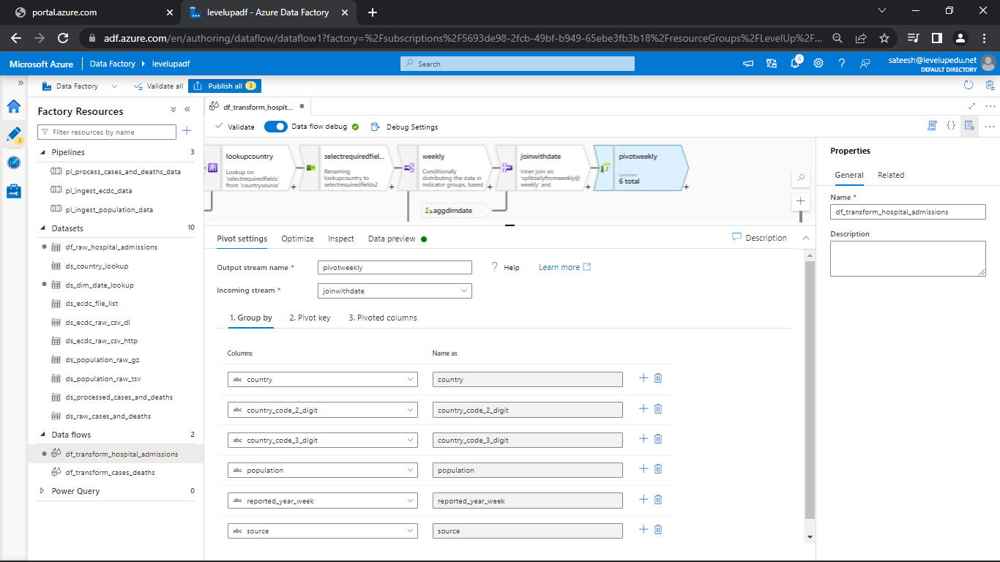 portal.azure.com
levelupadf - Azure Data Factory
adf.azure.com/en/authoring/dataflow/dataflow1?factory=%2Fsubscriptions%2F5693de98-2fcb-49bf-b949-65ebe3fb3b18%2FresourceGroups%2FLevelUp%2F...
Microsoft Azure
Data Factory
levelupadf
Search
6
sateesh@levelupedu.net
DEFAULT DIRECTORY
Data Factory
Validate all
Publish all 3
Factory Resources
Filter resources by name
3
Pipelines 3
pl_process_cases_and_deaths_data
pl_ingest_ecdc_data
pl_ingest_population_data
Datasets 10
df_raw_hospital_admissions
ds_country_lookup
ds_dim_date_lookup
ds_ecdc_file_list
ds_ecdc_raw_csv_dl
ds_ecdc_raw_csv_http
ds_population_raw_gz
ds_population_raw_tsv
ds_processed_cases_and_deaths
ds_raw_cases_and_deaths
Data flows 2
df_transform_hospital_admissions
df_transform_cases_deaths
Power Query 0
df_transform_hospit...
Validate
Data flow debug
Debug Settings
lookupcountry
Lookup on
'selectrequiredfields'
from 'countrysource'
selectrequiredfiel...
Renaming
lookupcountry to
selectrequiredfields2
weekly
Conditionally
distributing the data in
indicator groups, based
joinwithdate
Inner join on
'splitdailyfromweekly@
weekly' and
pivotweekly
Columns:
6 total
aggdimdate
Pivot settings
Optimize
Inspect
Data preview
Description
Output stream name *
pivotweekly
Help
Learn more
Incoming stream *
joinwithdate
1. Group by
2. Pivot key
3. Pivoted columns
Columns
Name as
abc country
country
abc country_code_2_digit
country_code_2_digit
abc country_code_3_digit
country_code_3_digit
abc population
population
abc reported_year_week
reported_year_week
abc source
source
Properties
General
Related
Name *
df_transform_hospital_admissions
Description